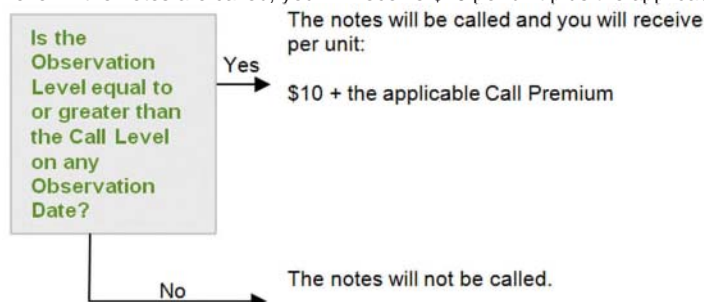 Is the
Observation
Level equal to
or greater than
the Call Level
on any
Observation
Date?
Yes
The notes will be called and you will receive
per unit:
$10 + the applicable Call Premium
No
The notes will not be called.